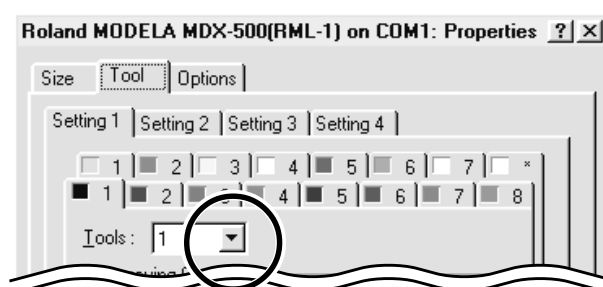 Roland MODELA MDX-500(RML-1) on COM1: Properties ? ×
Size Tool Options
Setting 1 Setting 2 Setting 3 Setting 4
1 2 3 4 5 6 7 *
1 2 3 4 5 6 7 8
Tools : 1